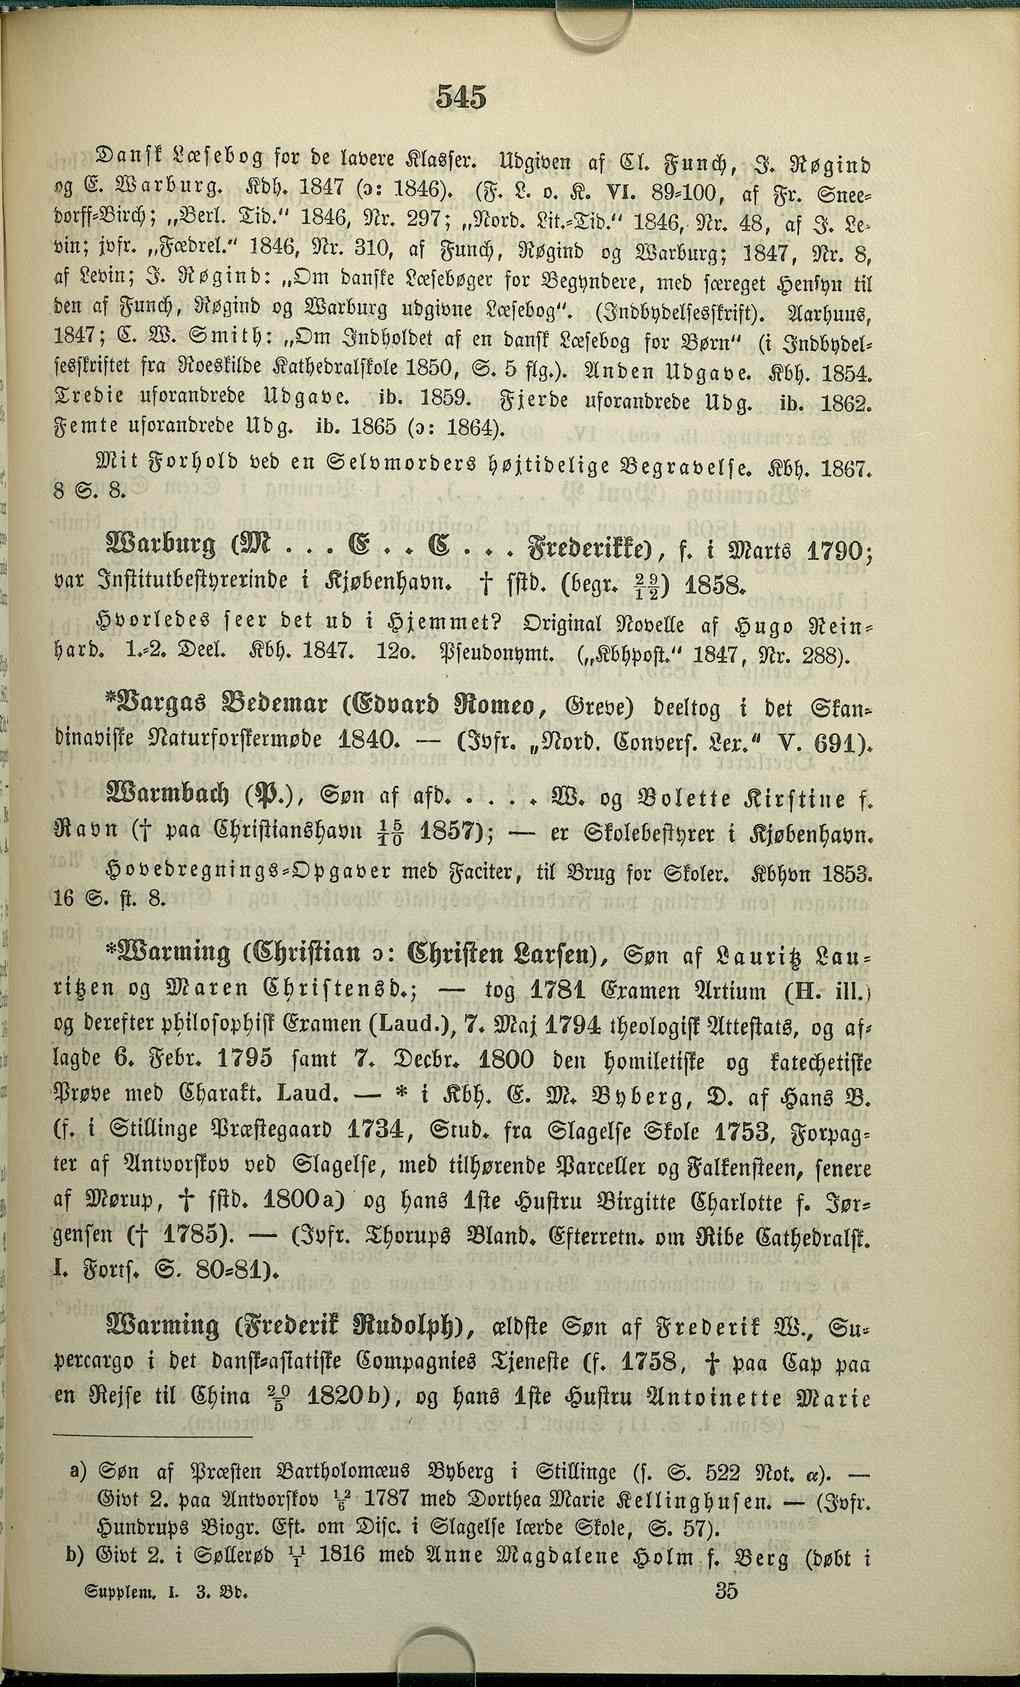 545
Dansk Læsebog for de lavere Klasser. Udgiven af Cl. Funch, J. Røgind
og E. Warburg. Kbh. 1847 (ɔ: 1846). (F. L. o. K. VI. 89-100, af Fr. Snee-
dorff-Birch; „Berl. Tid.“ 1846, Nr. 297; „Nord. Lit.-Tid.“ 1846, Nr. 48, af J. Le-
vin; jvfr. „Fædrel.“ 1846, Nr. 310, af Funch, Røgind og Warburg; 1847, Nr. 8,
af Levin; J. Røgind: „Om danske Læsebøger for Begyndere, med særeget Hensyn til
den af Funch, Røgind og Warburg udgivne Læsebog“. (Indbydelsesskrift). Aarhuus,
1847; C. W. Smith: „Om Indholdet af en dansk Læsebog for Børn“ (i Indbydel-
sesskriftet fra Roeskilde Kathedralskole 1850, S. 5 flg.). Anden Udgave. Kbh. 1854.
Tredie uforandrede Udgave. ib. 1859. Fjerde uforandrede Udg. ib. 1862.
Femte uforandrede Udg. ib. 1865 (ɔ: 1864).
Mit Forhold ved en Selvmorders højtidelige Begravelse. Kbh. 1867.
8 S. 8.
Warburg (M . . . E . . C . . . Frederikke), f. i Marts 1790;
var Institutbestyrerinde i Kjøbenhavn. † sstd. (begr. 29/12) 1858.
Hvorledes seer det ud i Hjemmet? Original Novelle af Hugo Rein-
hard. 1.-2. Deel. Kbh. 1847. 12o. Pseudonymt. („Kbhpost.“ 1847, Nr. 288).
*Vargas Bedemar (Edvard Romeo, Greve) deeltog i det Skan-
dinaviske Naturforskermøde 1840. — (Jvfr. „Nord. Convers. Lex.“ V. 691).
Warmbach (P.), Søn af afd. . . . . W. og Bolette Kirstine f.
Ravn († paa Christianshavn 15/10 1857); — er Skolebestyrer i Kjøbenhavn.
Hovedregnings-Opgaver med Faciter, til Brug for Skoler. Kbhvn 1853.
16 S. st. 8.
*Warming (Christian ɔ: Christen Larsen), Søn af Lauritz Lau-
ritzen og Maren Christensd.; — tog 1781 Examen Artium (H. ill.)
og derefter philosophisk Examen (Laud.), 7. Maj 1794 theologisk Attestats, og af-
lagde 6. Febr. 1795 samt 7. Decbr. 1800 den homiletiske og katechetiske
Prøve med Charakt. Laud. — * i Kbh. E. M. Byberg, D. af Hans B.
(f. i Stillinge Præstegaard 1734, Stud. fra Slagelse Skole 1753, Forpag-
ter af Antvorskov ved Slagelse, med tilhørende Parceller og Falkensteen, senere
af Mørup, † sstd. 1800 a) og hans 1ste Hustru Birgitte Charlotte f. Jør-
gensen († 1785). — (Jvfr. Thorups Bland. Efterretn. om Ribe Cathedralsk.
I. Forts. S. 80-81).
Warming (Frederik Rudolph), ældste Søn af Frederik W., Su-
percargo i det dansk-asiatiske Compagnies Tjeneste (f. 1758, † paa Cap paa
en Rejse til China 20/5 1820 b), og hans 1ste Hustru Antoinette Marie
a) Søn af Præsten Bartholomæus Byberg i Stillinge (s. S. 522 Not. α). —
Givt 2. paa Antvorskov 12/6 1787 med Dorthea Marie Kellinghusen. — (Jvfr.
Hundrups Biogr. Eft. om Disc. i Slagelse lærde Skole, S. 57).
b) Givt 2. i Søllerød 11/1 1816 med Anne Magdalene Holm f. Berg (døbt i
Supplem. I. 3. Bd. 35